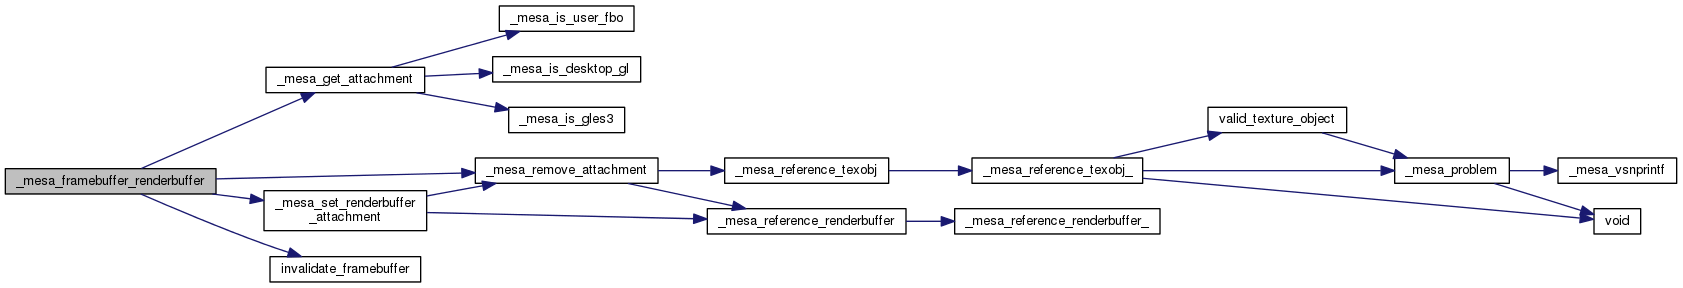 _mesa_is_user_fbo
_mesa_is_desktop_gl
_mesa_get_attachment
_mesa_is_gles3
valid_texture_object
_mesa_framebuffer_renderbuffer
_mesa_remove_attachment
_mesa_reference_texobj
_mesa_reference_texobj_
_mesa_problem
_mesa_vsnprintf
_mesa_set_renderbuffer
_attachment
_mesa_reference_renderbuffer
_mesa_reference_renderbuffer_
void
invalidate_framebuffer